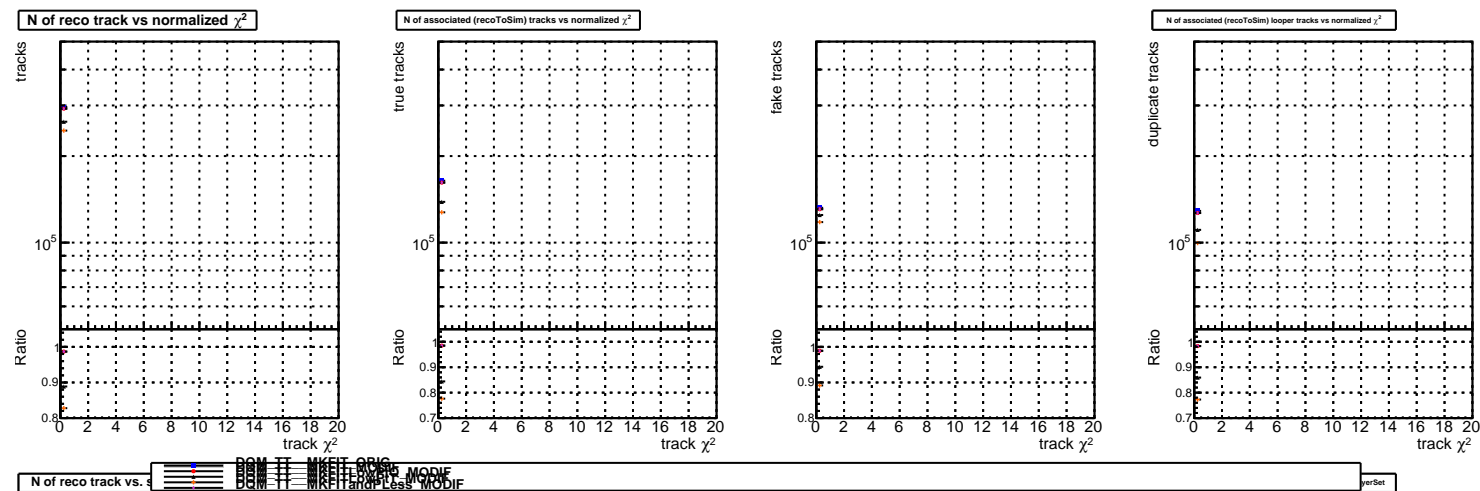 N of reco track vs normalized χ²
N of associated (recoToSim) tracks vs normalized χ²
N of associated (recoToSim) looper tracks vs normalized χ²
tracks
10⁵
Ratio
1
0.9
0.8
0 2 4 6 8 10 12 14 16 18 20
track χ²
true tracks
10⁵
Ratio
1
0.9
0.8
0.7
0 2 4 6 8 10 12 14 16 18 20
track χ²
fake tracks
10⁵
Ratio
1
0.9
0.8
0 2 4 6 8 10 12 14 16 18 20
track χ²
duplicate tracks
10⁵
Ratio
1
0.9
0.8
0.7
0 2 4 6 8 10 12 14 16 18 20
track χ²
N of reco track vs.
DQM_TT--MKFIT_ORIG
DQM_TT--MKFITandPLess_MODIF
yerSet